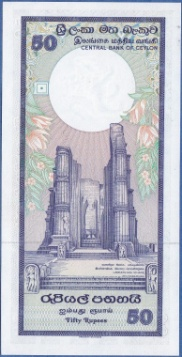 ශ්‍රී ලංකා මහ බැංකුව
இலங்கை மத்திய வங்கி
CENTRAL BANK OF CEYLON
50
රුපියල් පනහයි
ஐம்பது ரூபாய்
Fifty Rupees
50